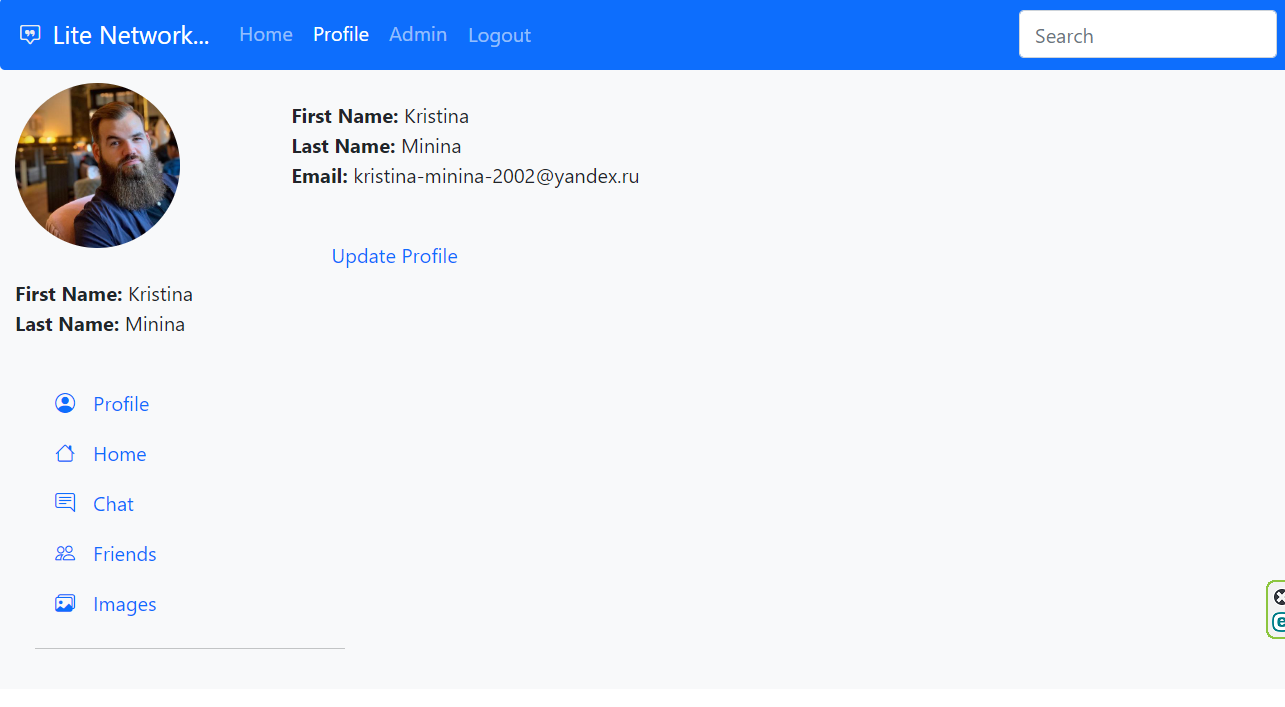 Lite Network... Home Profile Admin Logout Search
First Name: Kristina
Last Name: Minina
Email: kristina-minina-2002@yandex.ru
Update Profile
First Name: Kristina
Last Name: Minina
Profile
Home
Chat
Friends
Images